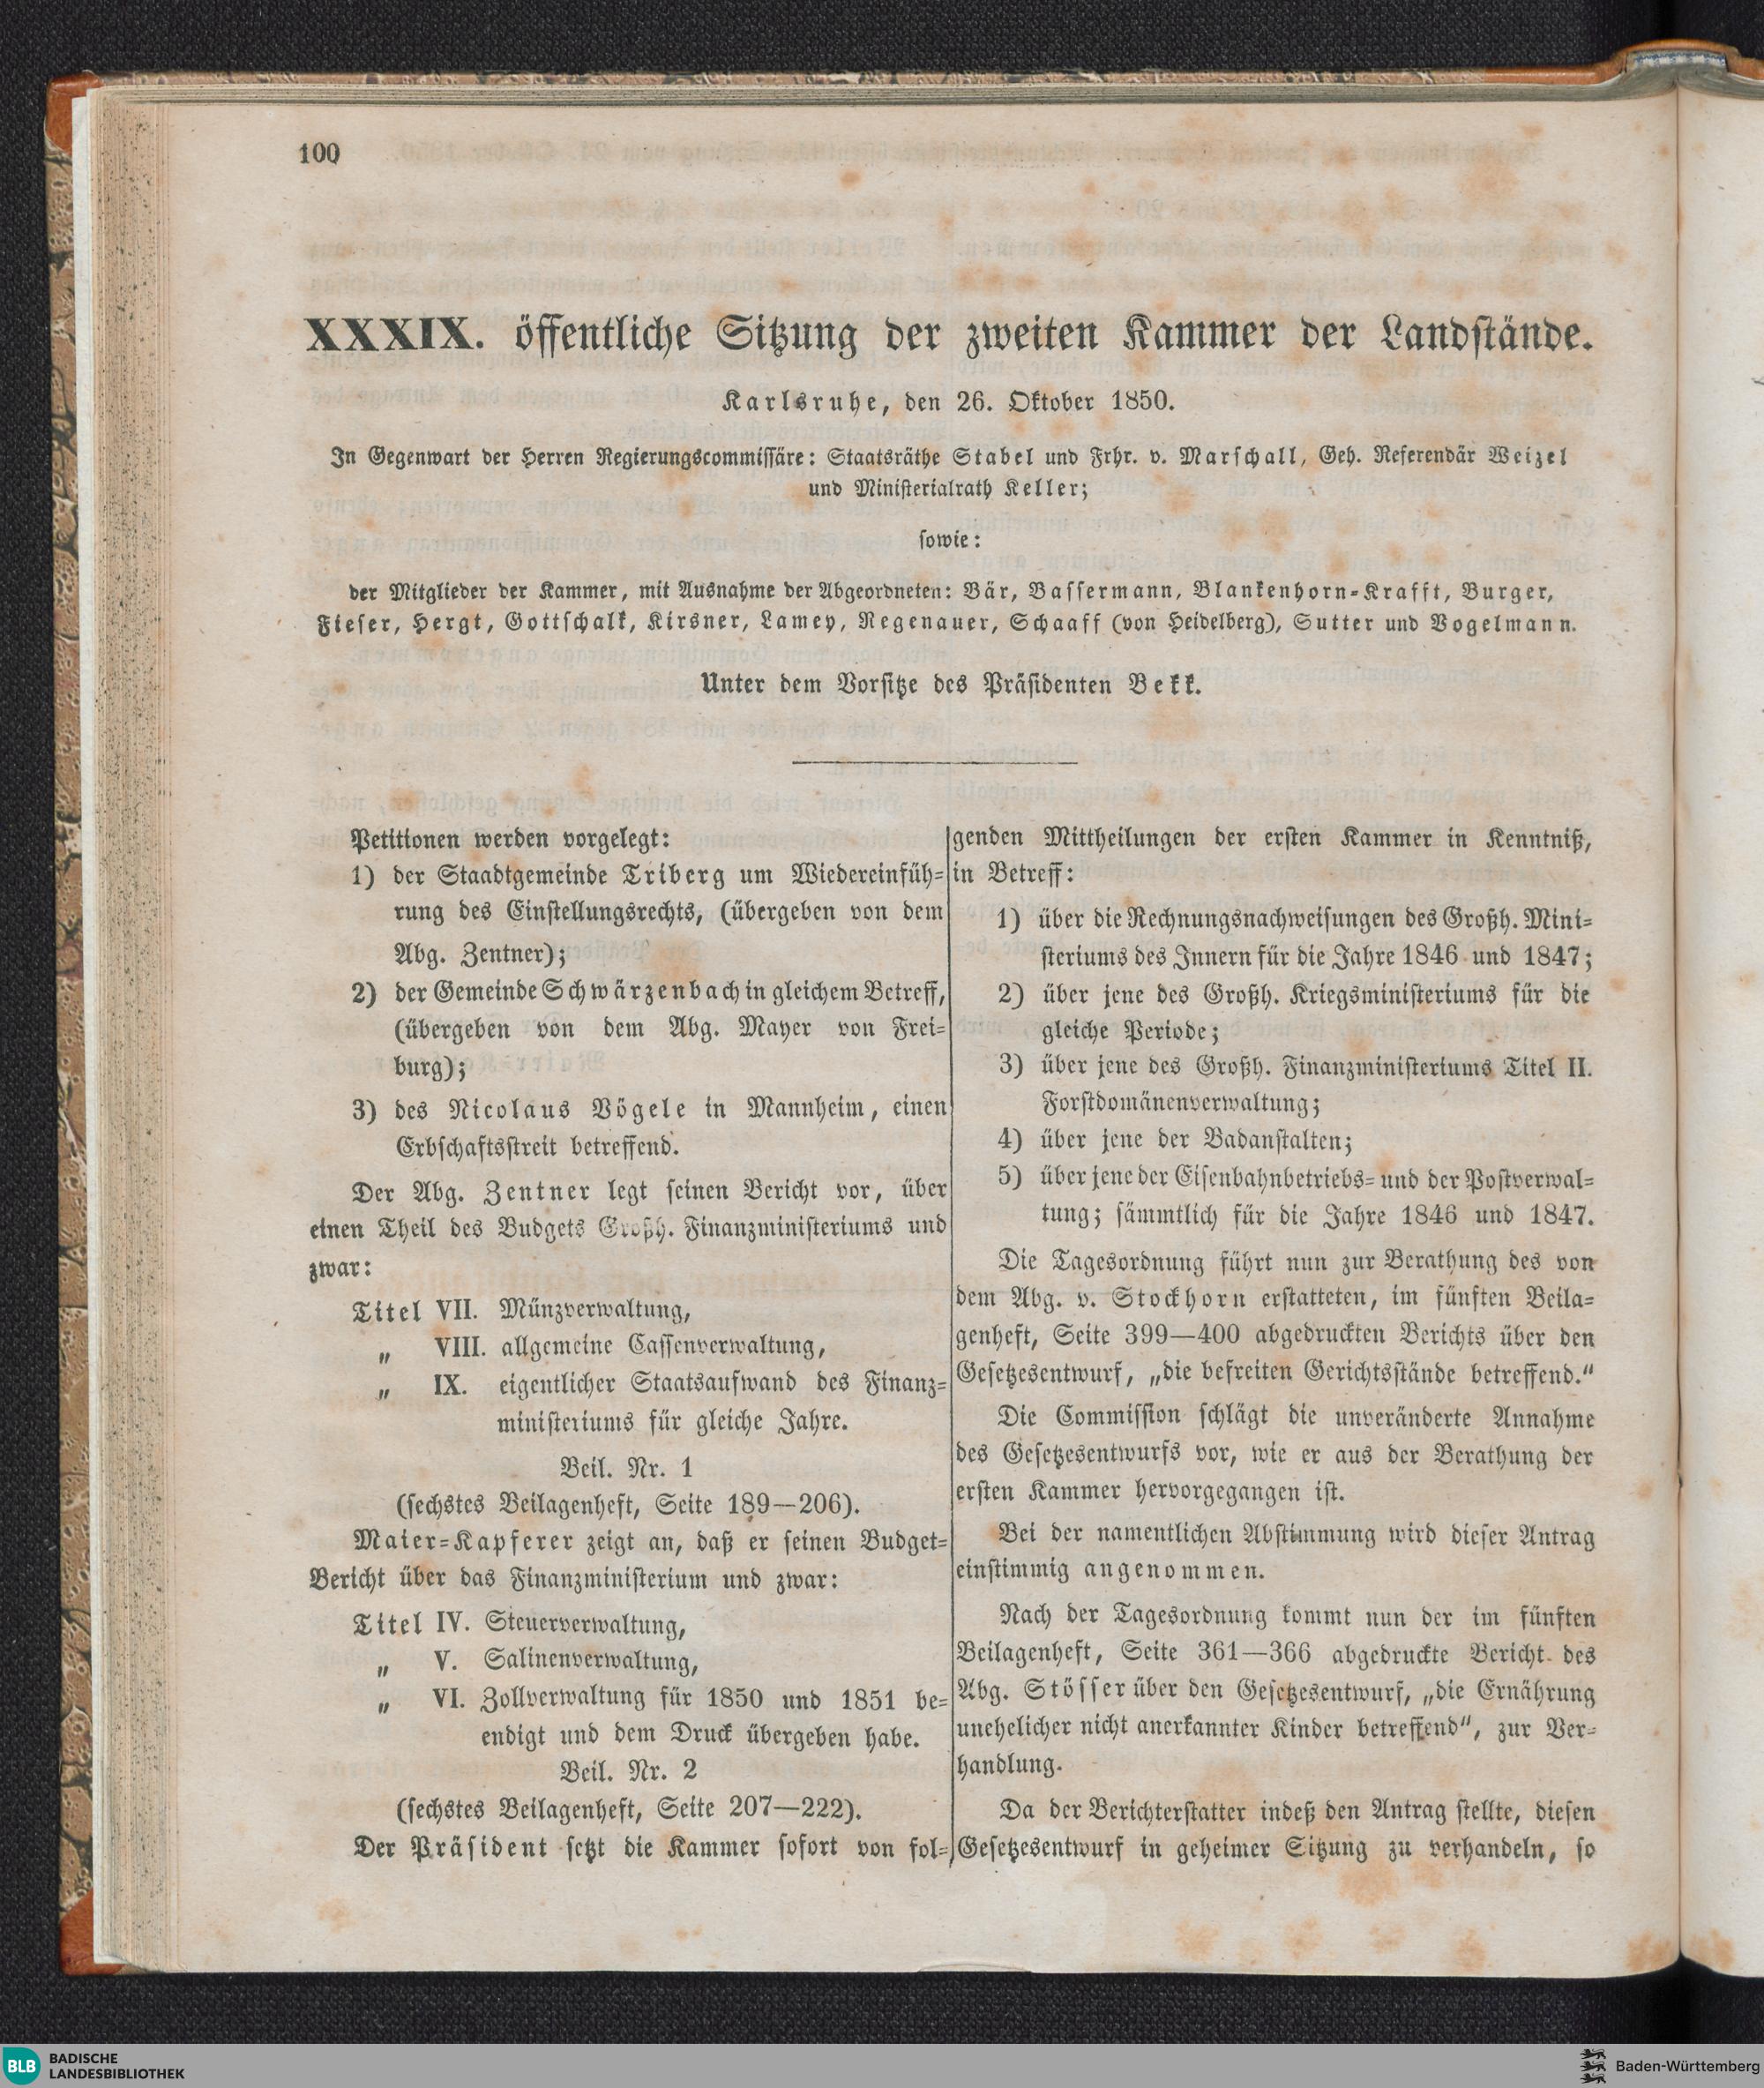 100
XXXIX. öffentliche Sitzung der zweiten Kammer der Landstände.
Karlsruhe, den 26. Oktober 1850.
In Gegenwart der Herren Regierungscommissäre: Staatsräthe Stabel und Frhr. v. Marschall, Geh. Referendär Weizel
und Ministerialrath Keller;
sowie:
der Mitglieder der Kammer, mit Ausnahme der Abgeordneten: Bär, Bassermann, Blankenhorn-Krafft, Burger,
Fieser, Hergt, Gottschalk, Kirsner, Lamey, Regenauer, Schaaff (von Heidelberg), Sutter und Vogelmann.
Unter dem Vorsitze des Präsidenten Bekk.
Petitionen werden vorgelegt:
1) der Staadtgemeinde Triberg um Wiedereinfüh-
rung des Einstellungsrechts, (übergeben von dem
Abg. Zentner);
2) der Gemeinde Schwärzenbach in gleichem Betreff,
(übergeben von dem Abg. Mayer von Frei-
burg);
3) des Nicolaus Vögele in Mannheim, einen
Erbschaftsstreit betreffend.
Der Abg. Zentner legt seinen Bericht vor, über
einen Theil des Budgets Großh. Finanzministeriums und
zwar:
Titel VII. Münzverwaltung,
„ VIII. allgemeine Cassenverwaltung,
„ IX. eigentlicher Staatsaufwand des Finanz-
ministeriums für gleiche Jahre.
Beil. Nr. 1
(sechstes Beilagenheft, Seite 189—206).
Maier-Kapferer zeigt an, daß er seinen Budget-
Bericht über das Finanzministerium und zwar:
Titel IV. Steuerverwaltung,
„ V. Salinenverwaltung,
„ VI. Zollverwaltung für 1850 und 1851 be-
endigt und dem Druck übergeben habe.
Beil. Nr. 2
(sechstes Beilagenheft, Seite 207—222).
Der Präsident setzt die Kammer sofort von fol-
genden Mittheilungen der ersten Kammer in Kenntniß,
in Betreff:
1) über die Rechnungsnachweisungen des Großh. Mini-
steriums des Innern für die Jahre 1846 und 1847;
2) über jene des Großh. Kriegsministeriums für die
gleiche Periode;
3) über jene des Großh. Finanzministeriums Titel II.
Forstdomänenverwaltung;
4) über jene der Badanstalten;
5) über jene der Eisenbahnbetriebs- und der Postverwal-
tung; sämmtlich für die Jahre 1846 und 1847.
Die Tagesordnung führt nun zur Berathung des von
dem Abg. v. Stockhorn erstatteten, im fünften Beila-
genheft, Seite 399—400 abgedruckten Berichts über den
Gesetzesentwurf, „die befreiten Gerichtsstände betreffend.“
Die Commission schlägt die unveränderte Annahme
des Gesetzesentwurfs vor, wie er aus der Berathung der
ersten Kammer hervorgegangen ist.
Bei der namentlichen Abstimmung wird dieser Antrag
einstimmig angenommen.
Nach der Tagesordnung kommt nun der im fünften
Beilagenheft, Seite 361—366 abgedruckte Bericht des
Abg. Stösser über den Gesetzesentwurf, „die Ernährung
unehelicher nicht anerkannter Kinder betreffend“, zur Ver-
handlung.
Da der Berichterstatter indeß den Antrag stellte, diesen
Gesetzesentwurf in geheimer Sitzung zu verhandeln, so
BLB BADISCHE
LANDESBIBLIOTHEK
Baden-Württemberg